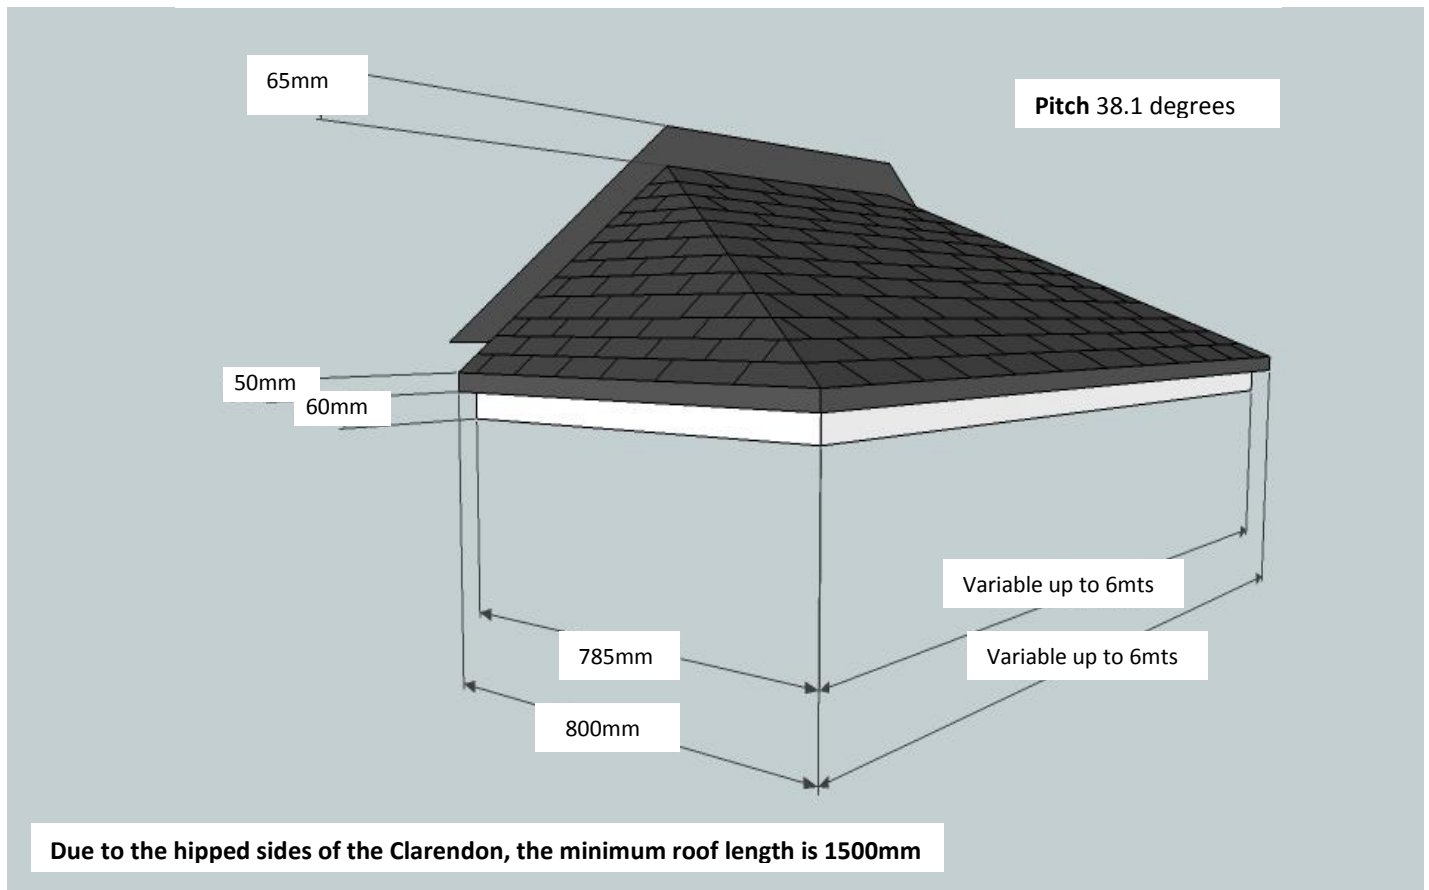 65mm
Pitch 38.1 degrees
50mm
60mm
Variable up to 6mts
785mm
Variable up to 6mts
800mm
Due to the hipped sides of the Clarendon, the minimum roof length is 1500mm